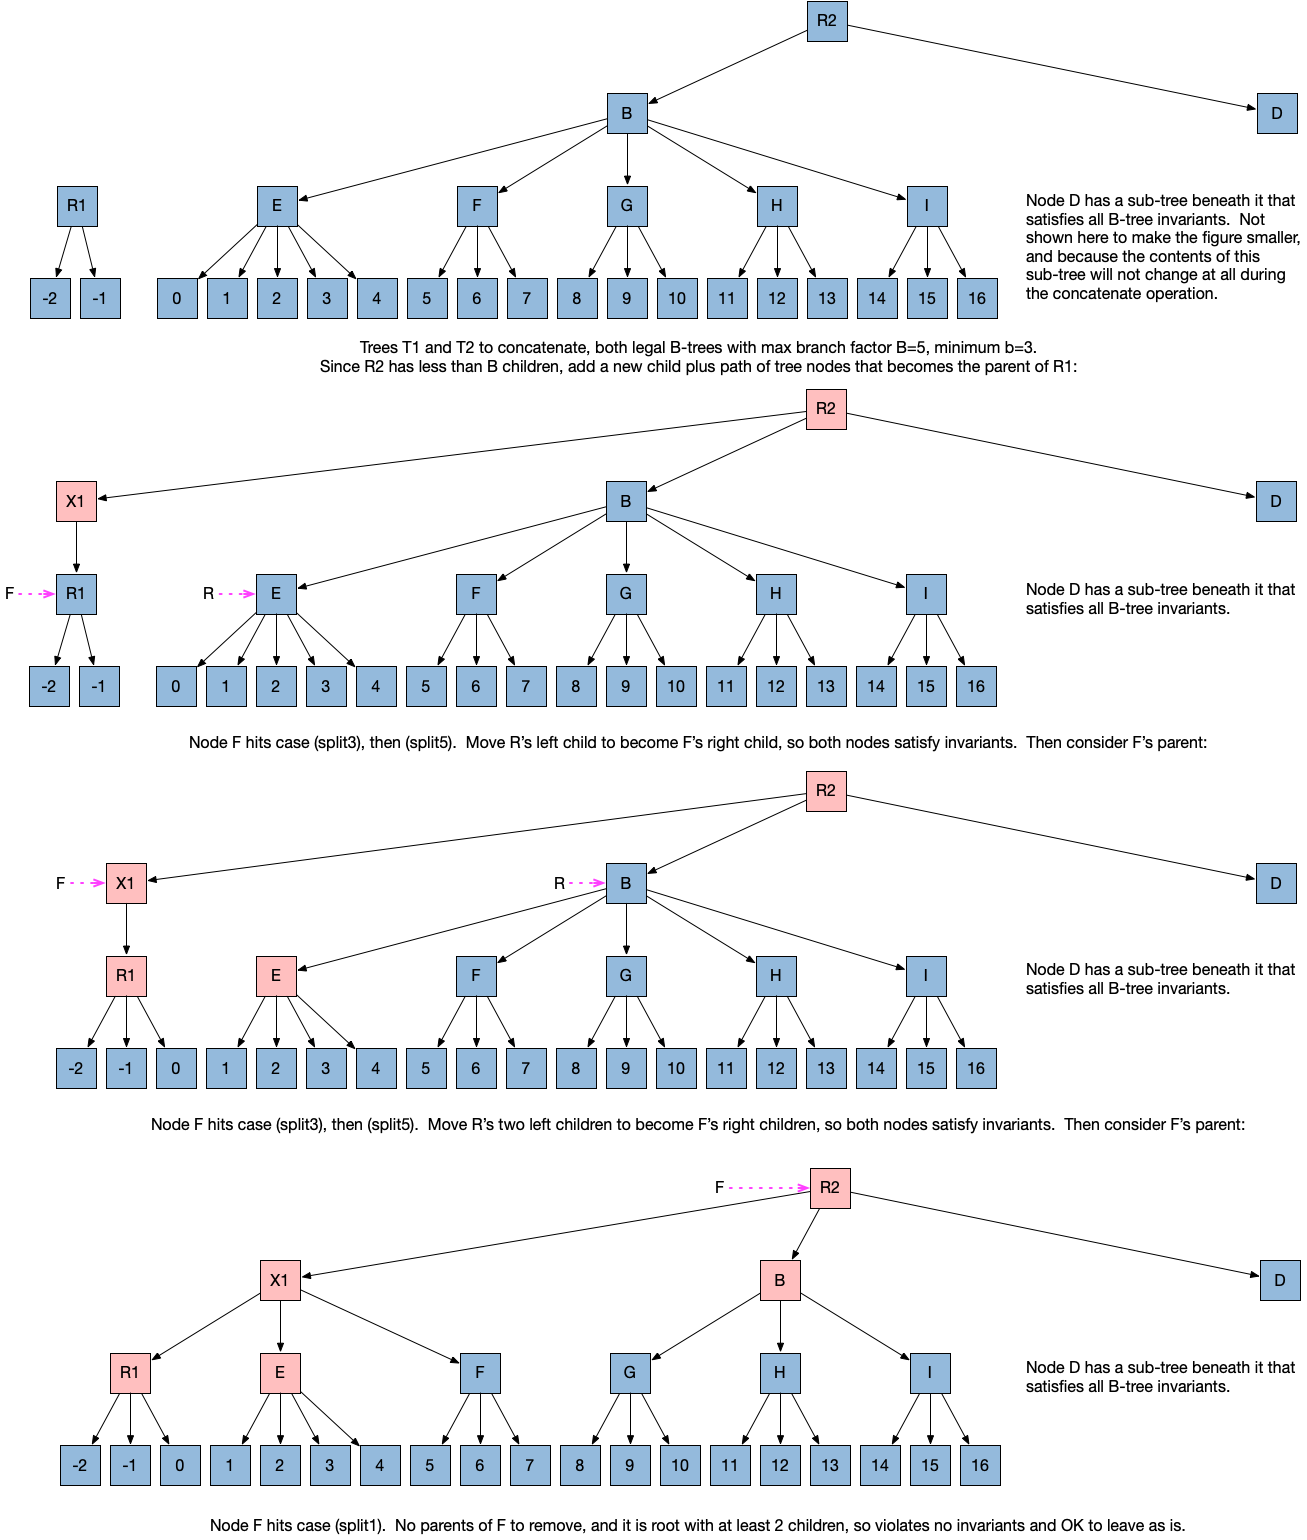 R2
B
D
R1
E
F
G
H
I
Node D has a sub-tree beneath it that
satisfies all B-tree invariants. Not
shown here to make the figure smaller,
and because the contents of this
sub-tree will not change at all during
the concatenate operation.
-2 -1 0 1 2 3 4 5 6 7 8 9 10 11 12 13 14 15 16
Trees T1 and T2 to concatenate, both legal B-trees with max branch factor B=5, minimum b=3.
Since R2 has less than B children, add a new child plus path of tree nodes that becomes the parent of R1:
R2
X1
B
D
F
R1
R
E
F
G
H
I
Node D has a sub-tree beneath it that
satisfies all B-tree invariants.
-2 -1 0 1 2 3 4 5 6 7 8 9 10 11 12 13 14 15 16
Node F hits case (split3), then (split5). Move R's left child to become F's right child, so both nodes satisfy invariants. Then consider F's parent:
R2
F
X1
R
B
D
R1
E
F
G
H
I
Node D has a sub-tree beneath it that
satisfies all B-tree invariants.
-2 -1 0 1 2 3 4 5 6 7 8 9 10 11 12 13 14 15 16
Node F hits case (split3), then (split5). Move R's two left children to become F's right children, so both nodes satisfy invariants. Then consider F's parent:
F
R2
X1
B
D
R1
E
F
G
H
I
Node D has a sub-tree beneath it that
satisfies all B-tree invariants.
-2 -1 0 1 2 3 4 5 6 7 8 9 10 11 12 13 14 15 16
Node F hits case (split1). No parents of F to remove, and it is root with at least 2 children, so violates no invariants and OK to leave as is.